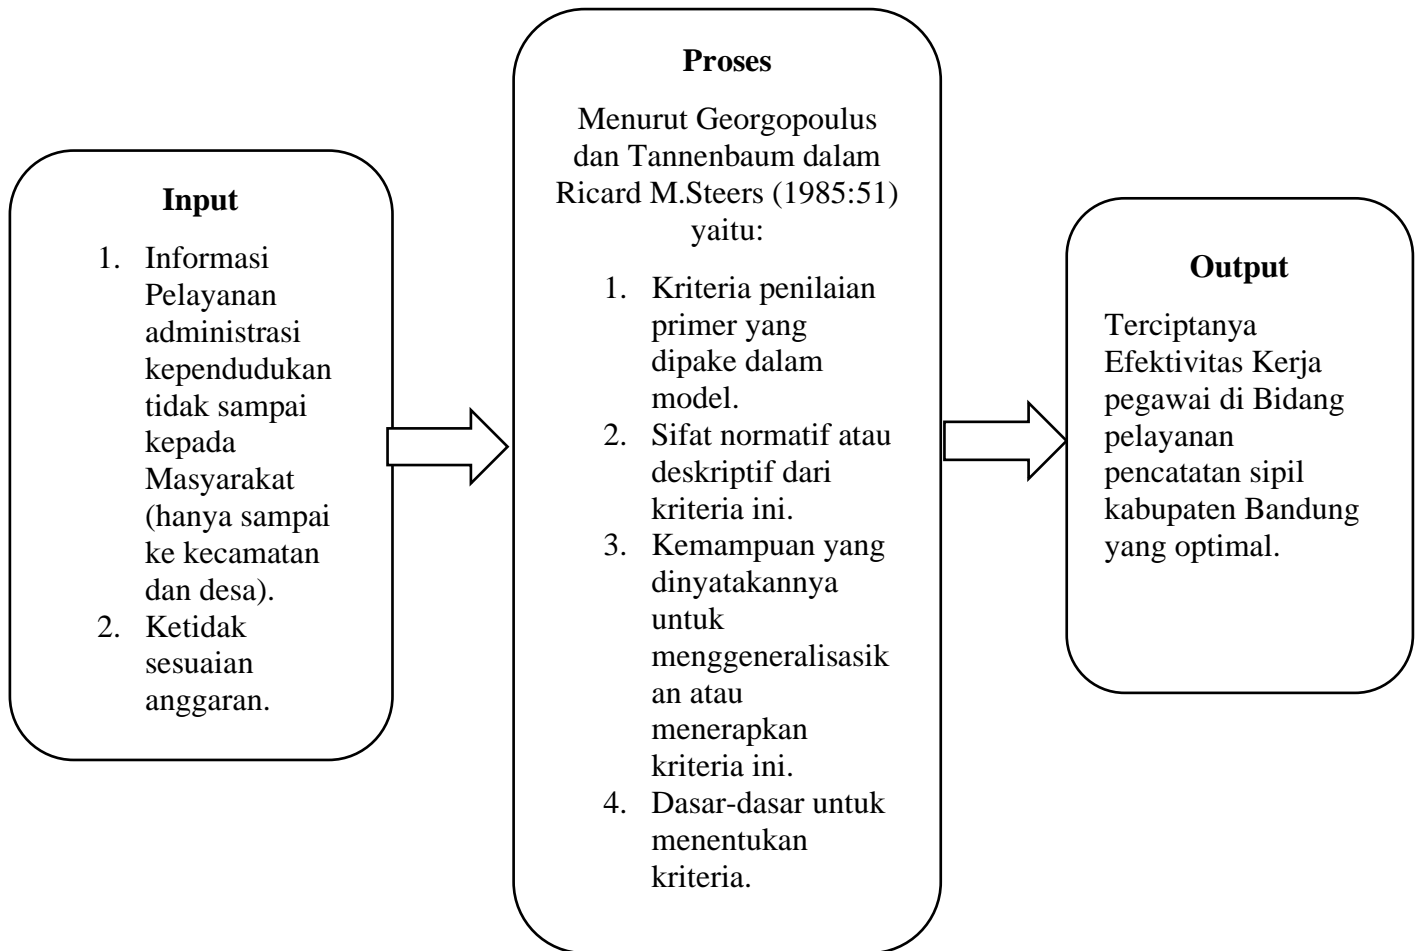 Input
1. Informasi
Pelayanan
administrasi
kependudukan
tidak sampai
kepada
Masyarakat
(hanya sampai
ke kecamatan
dan desa).
2. Ketidak
sesuaian
anggaran.
Proses
Menurut Georgopoulus
dan Tannenbaum dalam
Ricard M.Steers (1985:51)
yaitu:
1. Kriteria penilaian
primer yang
dipake dalam
model.
2. Sifat normatif atau
deskriptif dari
kriteria ini.
3. Kemampuan yang
dinyatakannya
untuk
menggeneralisasik
an atau
menerapkan
kriteria ini.
4. Dasar-dasar untuk
menentukan
kriteria.
Output
Terciptanya
Efektivitas Kerja
pegawai di Bidang
pelayanan
pencatatan sipil
kabupaten Bandung
yang optimal.